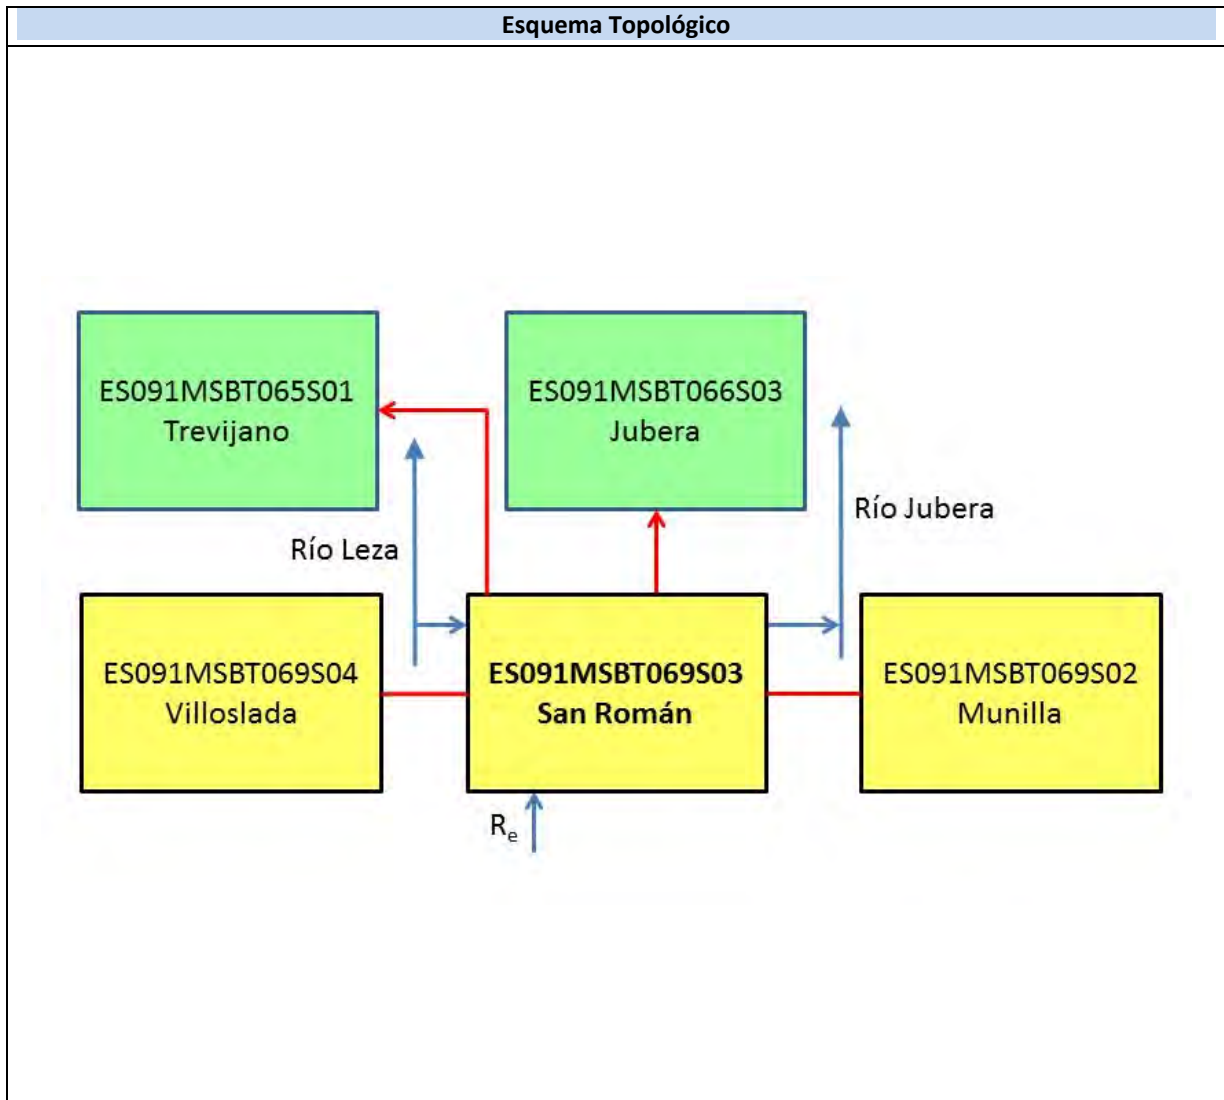 Esquema Topológico
ES091MSBT065S01
Trevijano
ES091MSBT066S03
Jubera
Río Jubera
Río Leza
ES091MSBT069S04
Villoslada
ES091MSBT069S03
San Román
ES091MSBT069S02
Munilla
Re